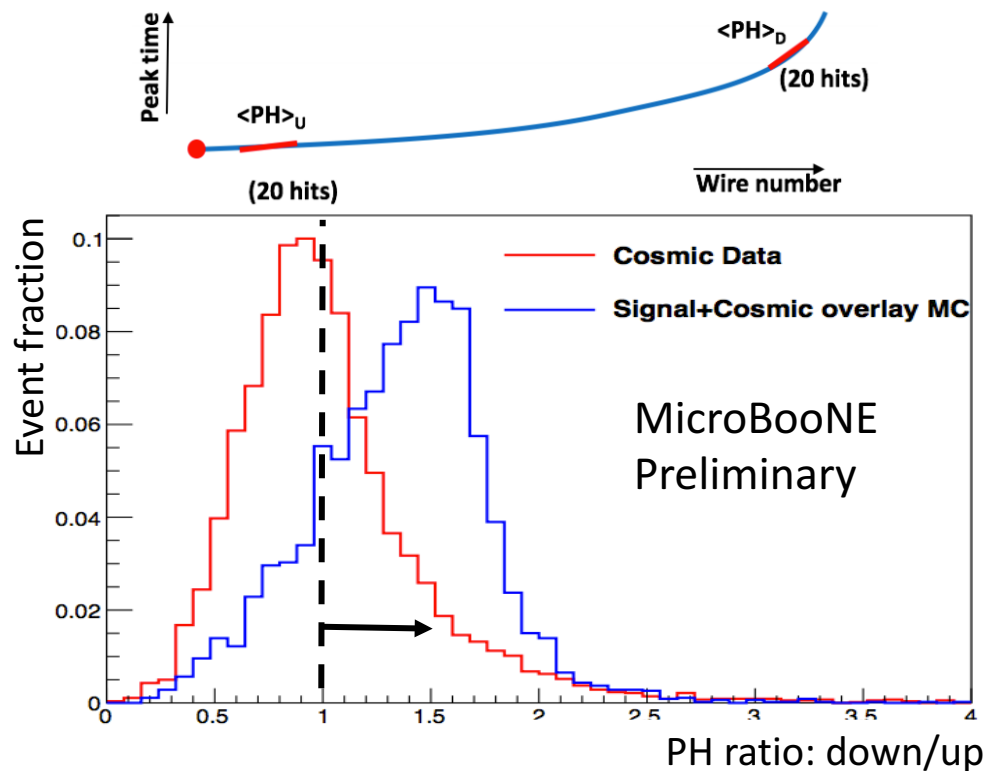 Peak time
<PH>U
(20 hits)
<PH>D
(20 hits)
Wire number
Event fraction
0.1
0.08
0.06
0.04
0.02
0
Cosmic Data
Signal+Cosmic overlay MC
MicroBooNE
Preliminary
0 0.5 1 1.5 2 2.5 3 3.5 4
PH ratio: down/up